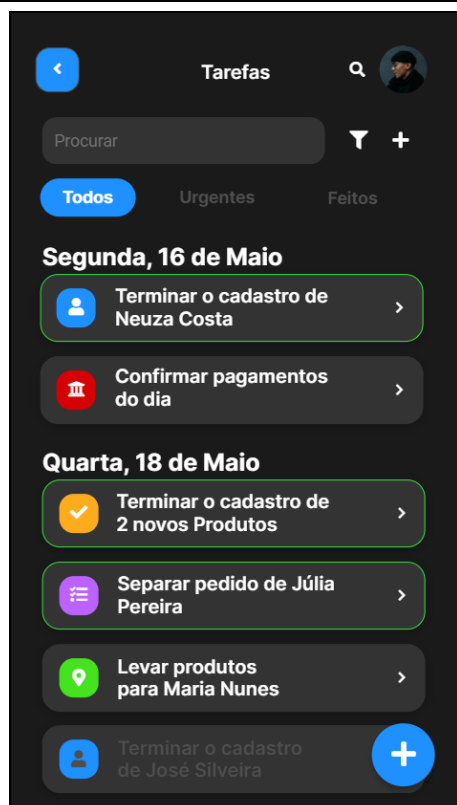 Tarefas
Procurar
Todos Urgentes Feitos
Segunda, 16 de Maio
Terminar o cadastro de
Neuza Costa
Confirmar pagamentos
do dia
Quarta, 18 de Maio
Terminar o cadastro de
2 novos Produtos
Separar pedido de Júlia
Pereira
Levar produtos
para Maria Nunes
Terminar o cadastro
de José Silveira